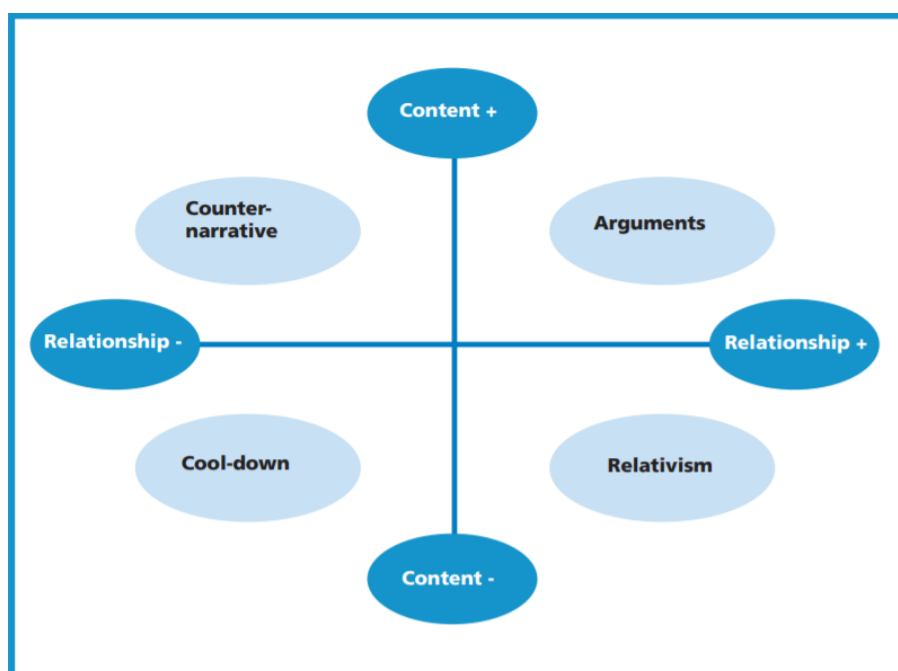 Content +
Counter-
narrative
Arguments
Relationship -
Relationship +
Cool-down
Relativism
Content -